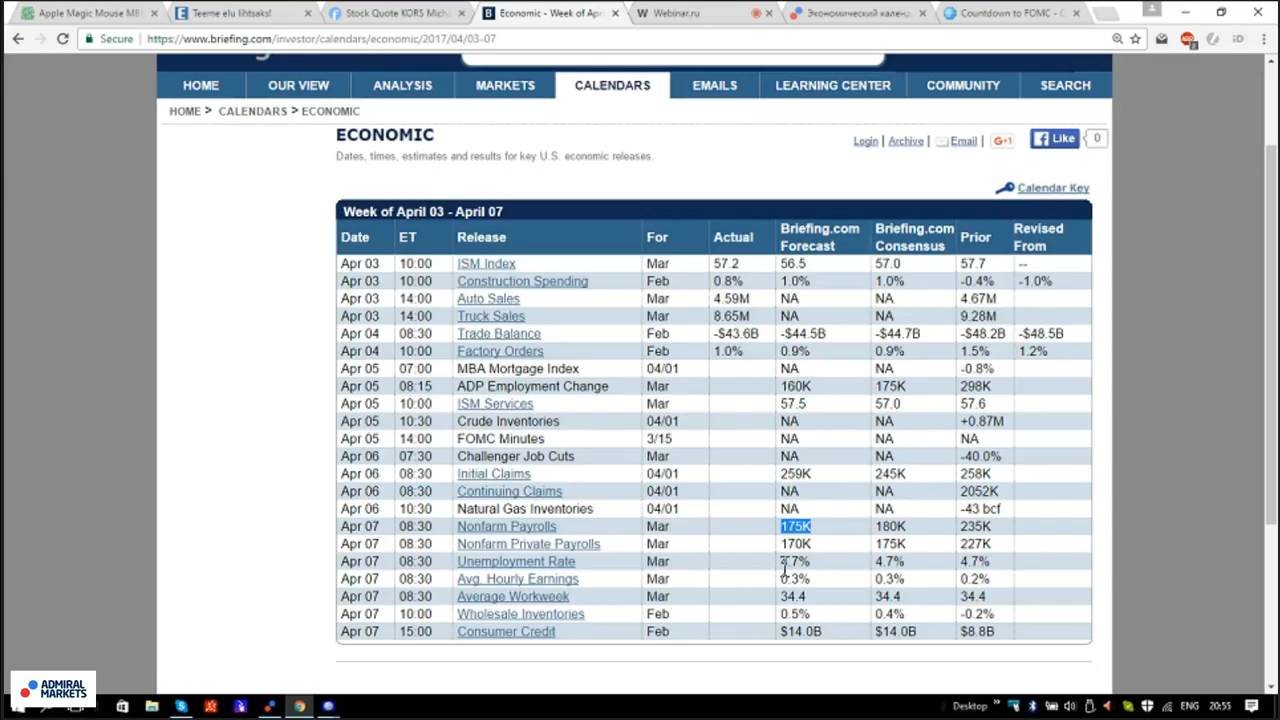 Apple Magic Mouse MB
Teeme elu lihtsaks!
Stock Quote KORS Mich
Economic - Week of Apr
Webinar.ru
Экономический календ
Countdown to FOMC - C
Secure
https://www.briefing.com/investor/calendars/economic/2017/04/03-07
HOME OUR VIEW ANALYSIS MARKETS CALENDARS EMAILS LEARNING CENTER COMMUNITY SEARCH
HOME > CALENDARS > ECONOMIC
ECONOMIC
Dates, times, estimates and results for key U.S. economic releases.
Login | Archive | Email | G+1 Like 0
Calendar Key
Week of April 03 - April 07
Date ET Release For Actual Briefing.com Forecast Briefing.com Consensus Prior Revised From
Apr 03 10:00 ISM Index Mar 57.2 56.5 57.0 57.7 --
Apr 03 10:00 Construction Spending Feb 0.8% 1.0% 1.0% -0.4% -1.0%
Apr 03 14:00 Auto Sales Mar 4.59M NA NA 4.67M
Apr 03 14:00 Truck Sales Mar 8.65M NA NA 9.28M
Apr 04 08:30 Trade Balance Feb -$43.6B -$44.5B -$44.7B -$48.2B -$48.5B
Apr 04 10:00 Factory Orders Feb 1.0% 0.9% 0.9% 1.5% 1.2%
Apr 05 07:00 MBA Mortgage Index 04/01 NA NA -0.8%
Apr 05 08:15 ADP Employment Change Mar 160K 175K 298K
Apr 05 10:00 ISM Services Mar 57.5 57.0 57.6
Apr 05 10:30 Crude Inventories 04/01 NA NA +0.87M
Apr 05 14:00 FOMC Minutes 3/15 NA NA NA
Apr 06 07:30 Challenger Job Cuts Mar NA NA -40.0%
Apr 06 08:30 Initial Claims 04/01 259K 245K 258K
Apr 06 08:30 Continuing Claims 04/01 NA NA 2052K
Apr 06 10:30 Natural Gas Inventories 04/01 NA NA -43 bcf
Apr 07 08:30 Nonfarm Payrolls Mar 175K 180K 235K
Apr 07 08:30 Nonfarm Private Payrolls Mar 170K 175K 227K
Apr 07 08:30 Unemployment Rate Mar 4.7% 4.7% 4.7%
Apr 07 08:30 Avg. Hourly Earnings Mar 0.3% 0.3% 0.2%
Apr 07 08:30 Average Workweek Mar 34.4 34.4 34.4
Apr 07 10:00 Wholesale Inventories Feb 0.5% 0.4% -0.2%
Apr 07 15:00 Consumer Credit Feb $14.0B $14.0B $8.8B
ADMIRAL
MARKETS
Desktop ENG 20:55